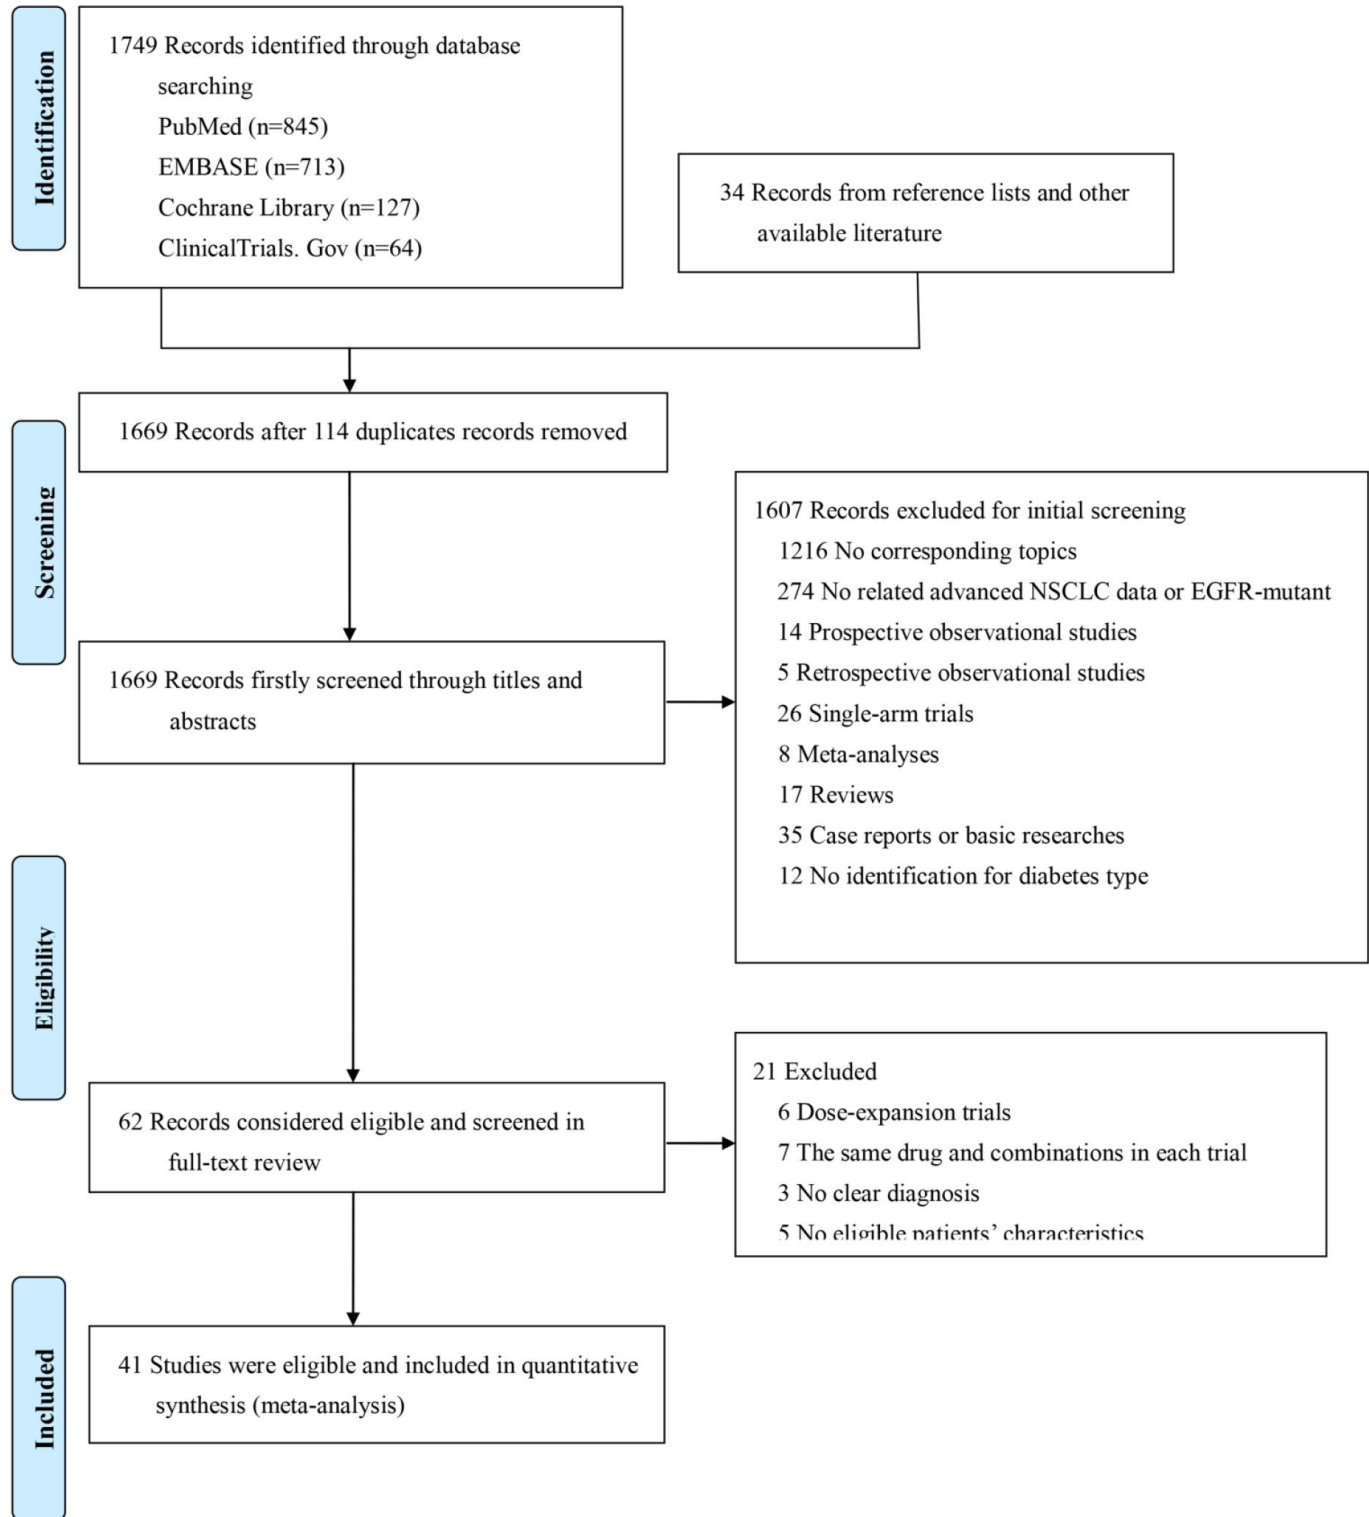 Identification
1749 Records identified through database
searching
PubMed (n=845)
EMBASE (n=713)
Cochrane Library (n=127)
ClinicalTrials. Gov (n=64)
34 Records from reference lists and other
available literature
Screening
1669 Records after 114 duplicates records removed
1669 Records firstly screened through titles and
abstracts
1607 Records excluded for initial screening
1216 No corresponding topics
274 No related advanced NSCLC data or EGFR-mutant
14 Prospective observational studies
5 Retrospective observational studies
26 Single-arm trials
8 Meta-analyses
17 Reviews
35 Case reports or basic researches
12 No identification for diabetes type
Eligibility
62 Records considered eligible and screened in
full-text review
21 Excluded
6 Dose-expansion trials
7 The same drug and combinations in each trial
3 No clear diagnosis
5 No eligible patients’ characteristics
Included
41 Studies were eligible and included in quantitative
synthesis (meta-analysis)